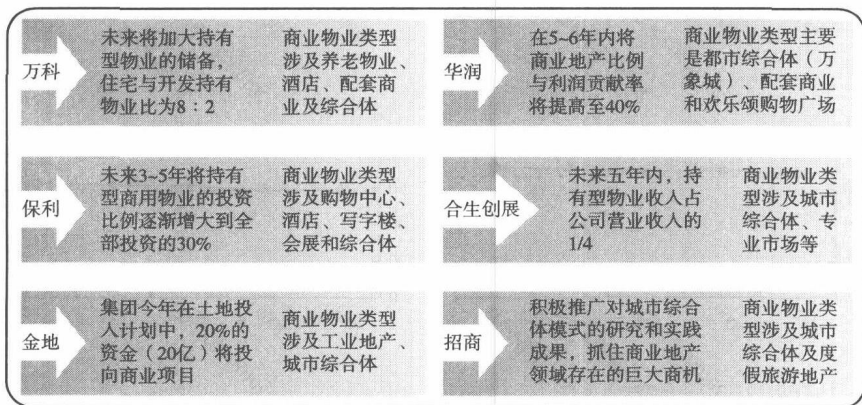 万科
未来将加大持有
型物业的储备,
住宅与开发持有
物业比为8：2
商业物业类型
涉及养老物业、
酒店、配套商
业及综合体
华润
在5~6年内将
商业地产比例
与利润贡献率
将提高至40%
商业物业类型主要
是都市综合体（万
象城）、配套商业
和欢乐颂购物广场
保利
未来3~5年将持有
型商用物业的投资
比例逐渐增大到全
部投资的30%
商业物业类型
涉及购物中心、
酒店、写字楼、
会展和综合体
合生创展
未来五年内，持
有型物业收入占
公司营业收入的
1/4
商业物业类
型涉及城市
综合体、专
业市场等
金地
集团今年在土地投
入计划中，20%的
资金（20亿）将投
向商业项目
商业物业类型
涉及工业地产、
城市综合体
招商
积极推广对城市综合
体模式的研究和实践
成果，抓住商业地产
领域存在的巨大商机
商业物业类
型涉及城市
综合体及度
假旅游地产